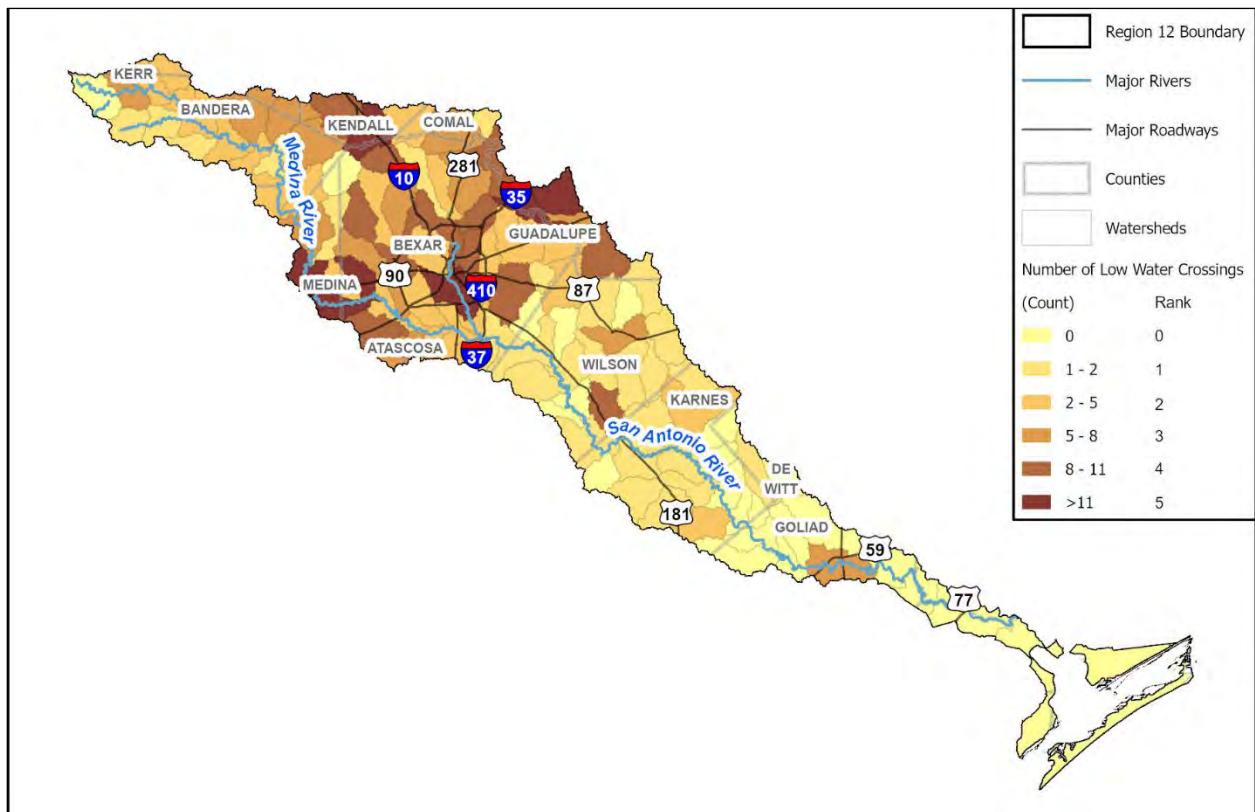 KERR
BANDERA
KENDALL
COMAL
Medina River
10
281
35
BEXAR
GUADALUPE
90
MEDINA
410
87
ATASCOSA
37
WILSON
KARNES
San Antonio River
DE
WITT
181
GOLIAD
59
77
Region 12 Boundary
Major Rivers
Major Roadways
Counties
Watersheds
Number of Low Water Crossings
(Count) Rank
0 0
1 - 2 1
2 - 5 2
5 - 8 3
8 - 11 4
>11 5